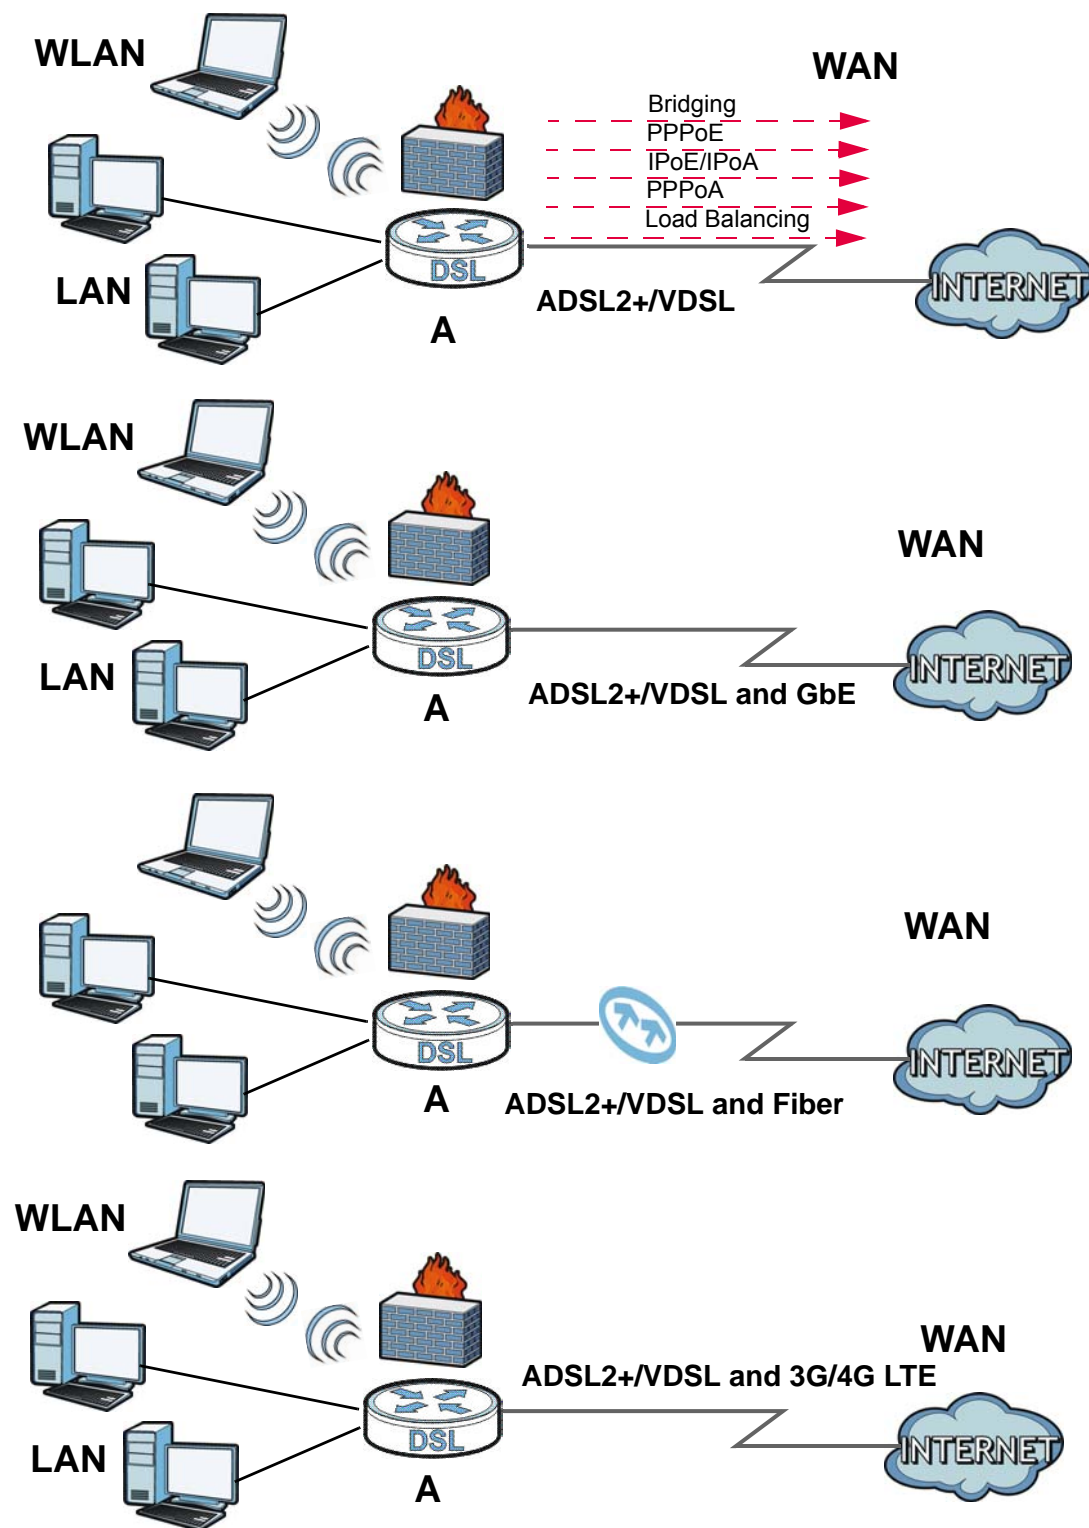 WLAN
WAN
Bridging
PPPoE
IPoE/IPoA
PPPoA
Load Balancing
DSL
INTERNET
LAN
ADSL2+/VDSL
A
WLAN
WAN
DSL
INTERNET
LAN
ADSL2+/VDSL and GbE
A
WAN
DSL
INTERNET
A
ADSL2+/VDSL and Fiber
WLAN
WAN
ADSL2+/VDSL and 3G/4G LTE
DSL
INTERNET
LAN
A